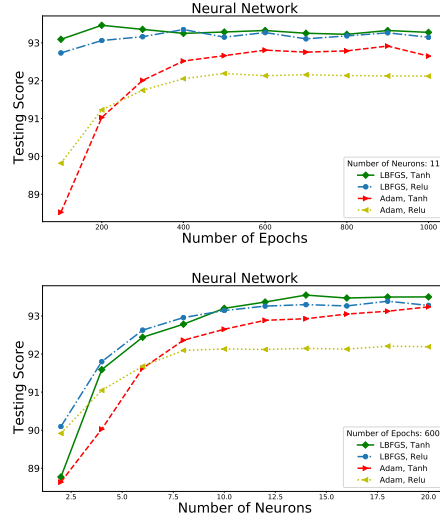 Neural Network
Testing Score
93
92
91
90
89
200
400
600
800
1000
Number of Epochs
Number of Neurons: 11
LBFGS, Tanh
LBFGS, Relu
Adam, Tanh
Adam, Relu
Neural Network
Testing Score
93
92
91
90
89
2.5
5.0
7.5
10.0
12.5
15.0
17.5
20.0
Number of Neurons
Number of Epochs: 600
LBFGS, Tanh
LBFGS, Relu
Adam, Tanh
Adam, Relu